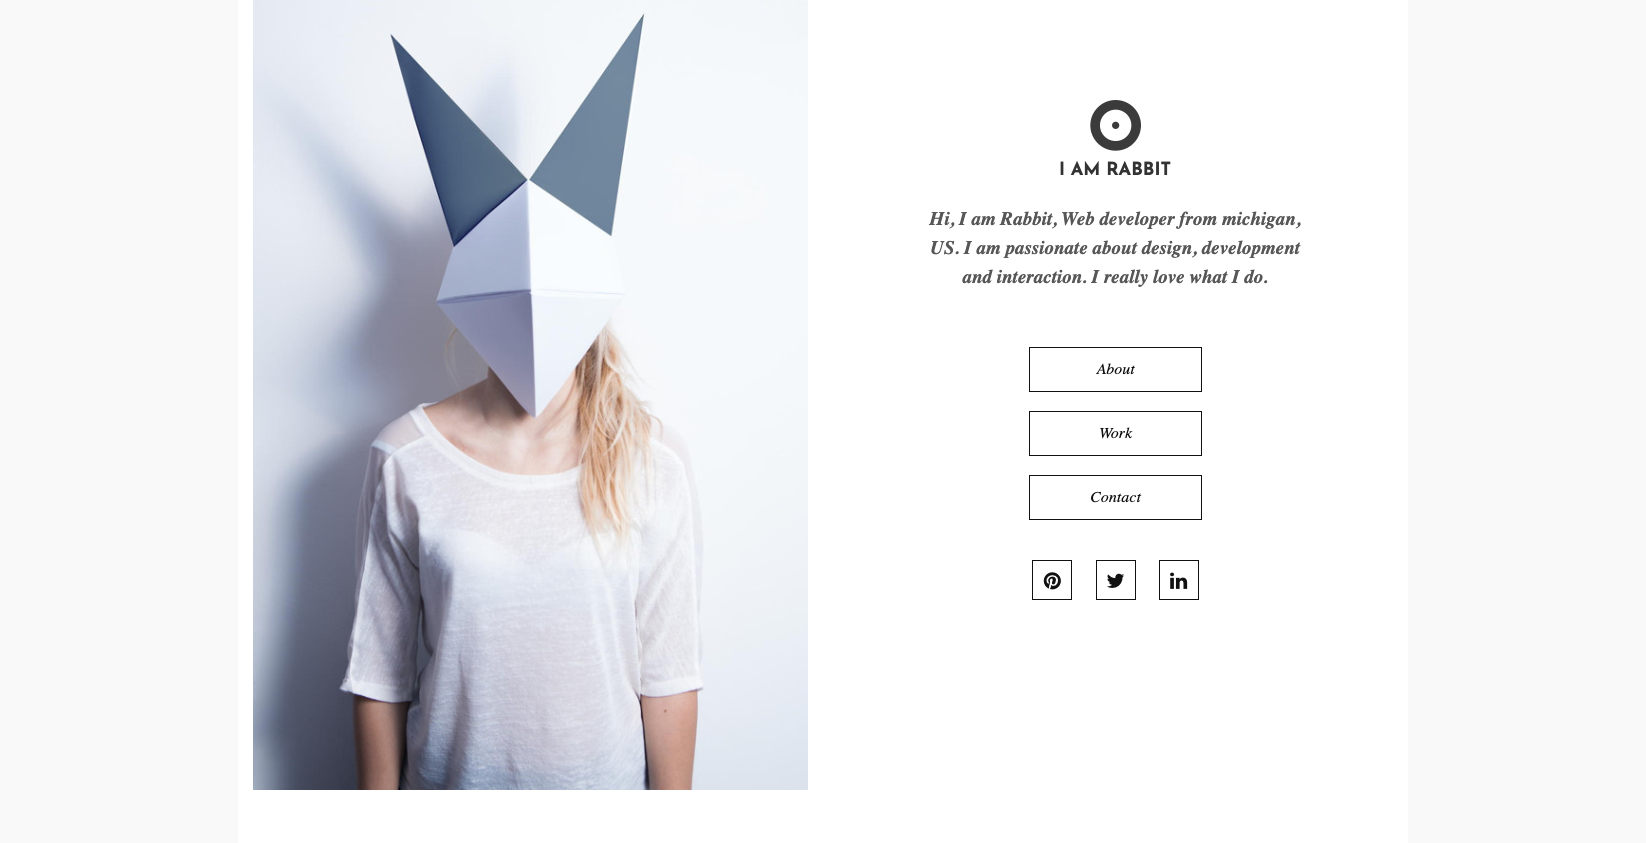 I AM RABBIT
Hi, I am Rabbit, Web developer from michigan,
US. I am passionate about design, development
and interaction. I really love what I do.
About
Work
Contact
in